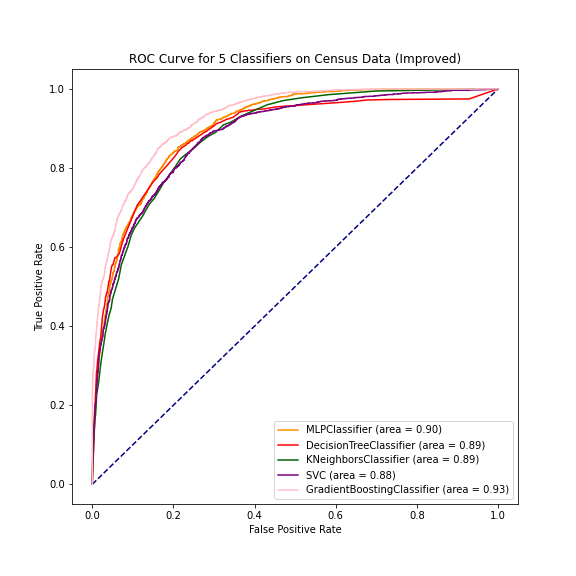 ROC Curve for 5 Classifiers on Census Data (Improved)
1.0
0.8
0.6
0.4
0.2
0.0
True Positive Rate
MLPClassifier (area = 0.90)
DecisionTreeClassifier (area = 0.89)
KNeighborsClassifier (area = 0.89)
SVC (area = 0.88)
GradientBoostingClassifier (area = 0.93)
0.0 0.2 0.4 0.6 0.8 1.0
False Positive Rate